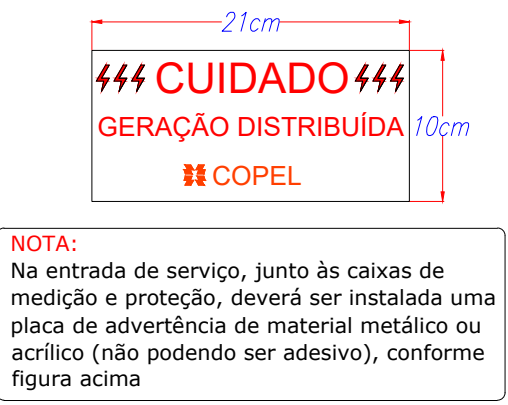 21cm
CUIDADO
GERAÇÃO DISTRIBUÍDA
10cm
COPEL
NOTA:
Na entrada de serviço, junto às caixas de
medição e proteção, deverá ser instalada uma
placa de advertência de material metálico ou
acrílico (não podendo ser adesivo), conforme
figura acima